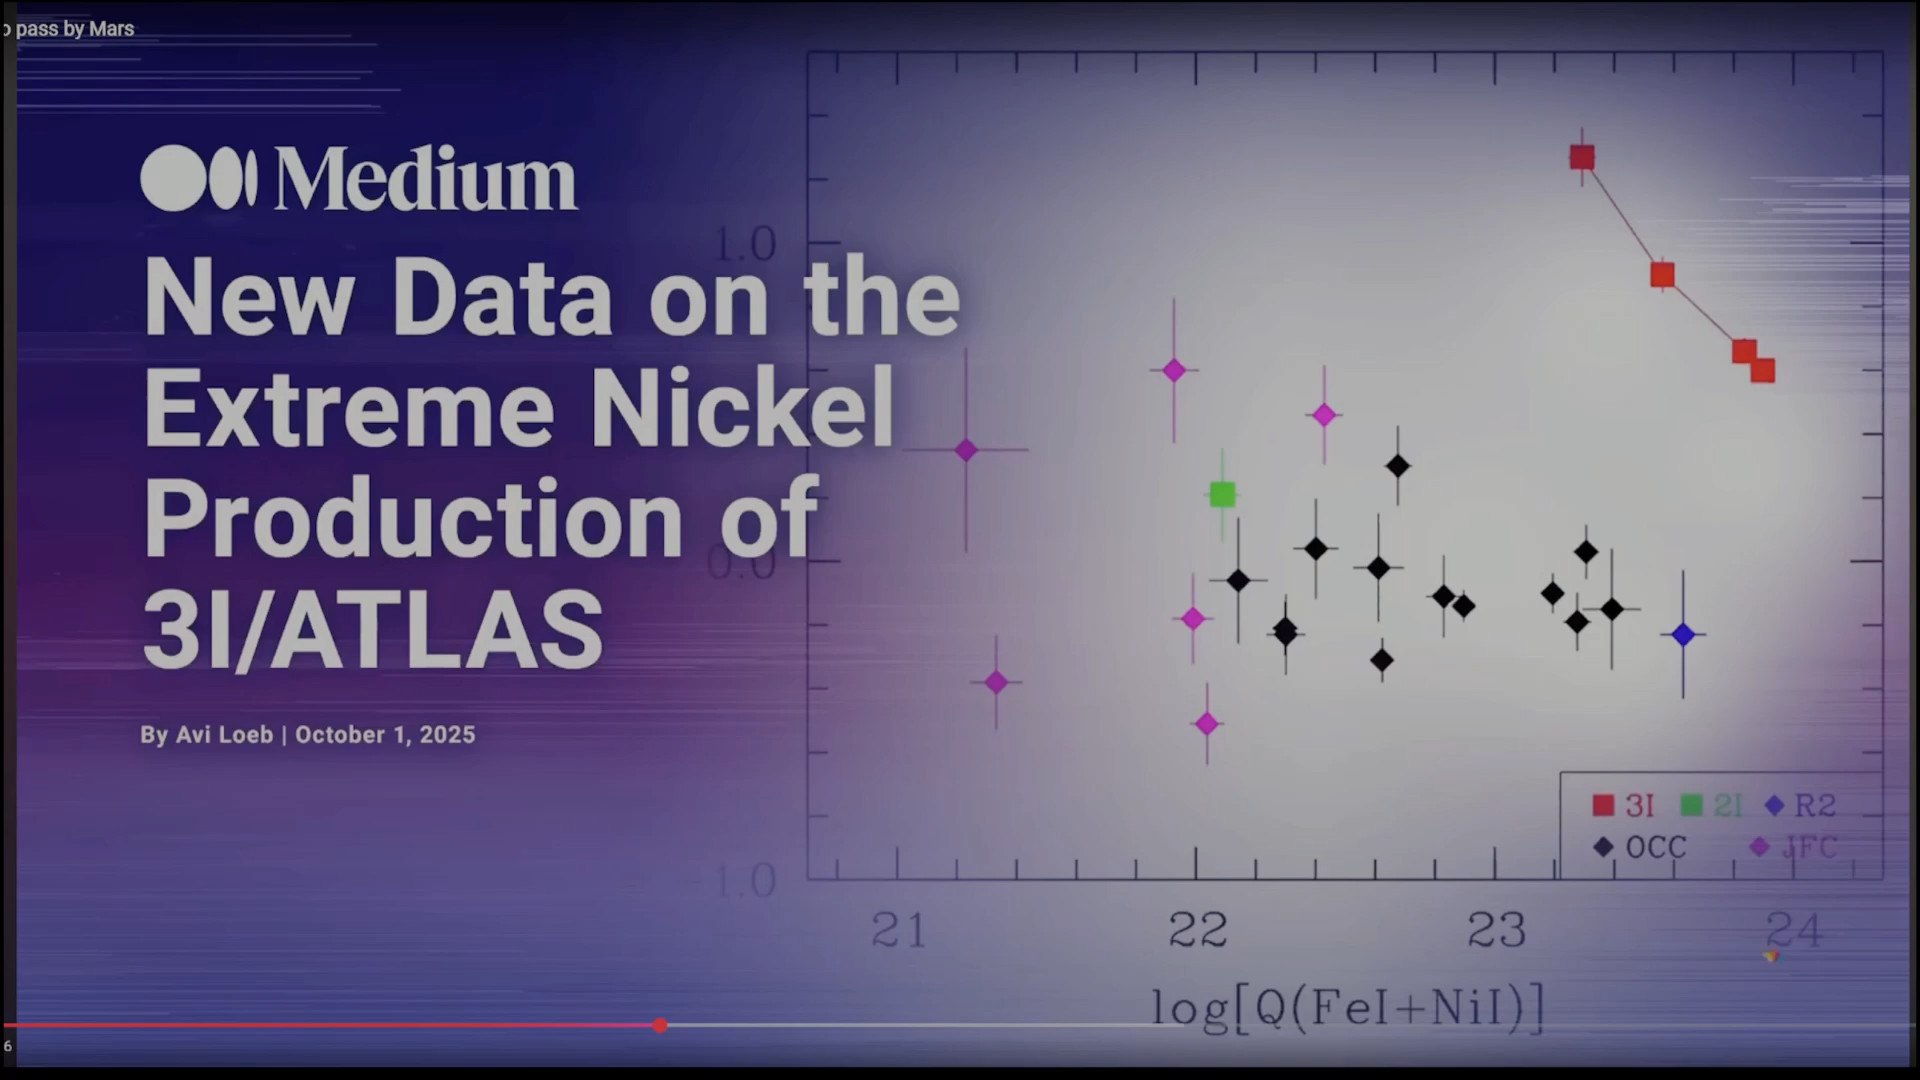 o pass by Mars
Medium
New Data on the
Extreme Nickel
Production of
3I/ATLAS
By Avi Loeb | October 1, 2025
1.0
0.0
1.0
21 22 23 24
log[Q(FeI+NiI)]
3I 2I R2
OCC JFC
6